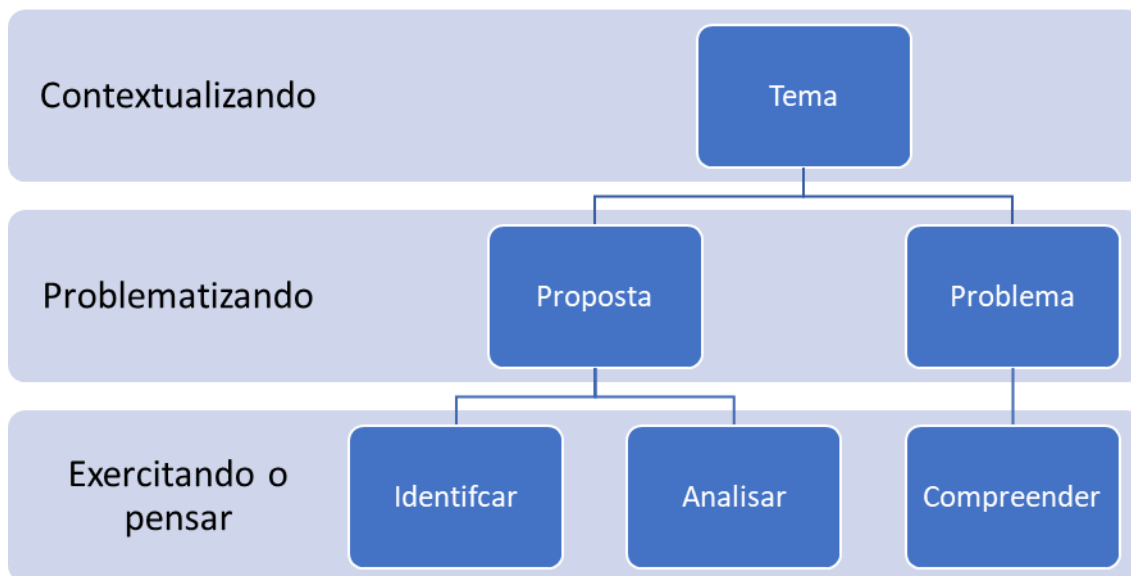 Contextualizando
Tema
Problematizando
Proposta
Problema
Exercitando o
pensar
Identifcar
Analisar
Compreender